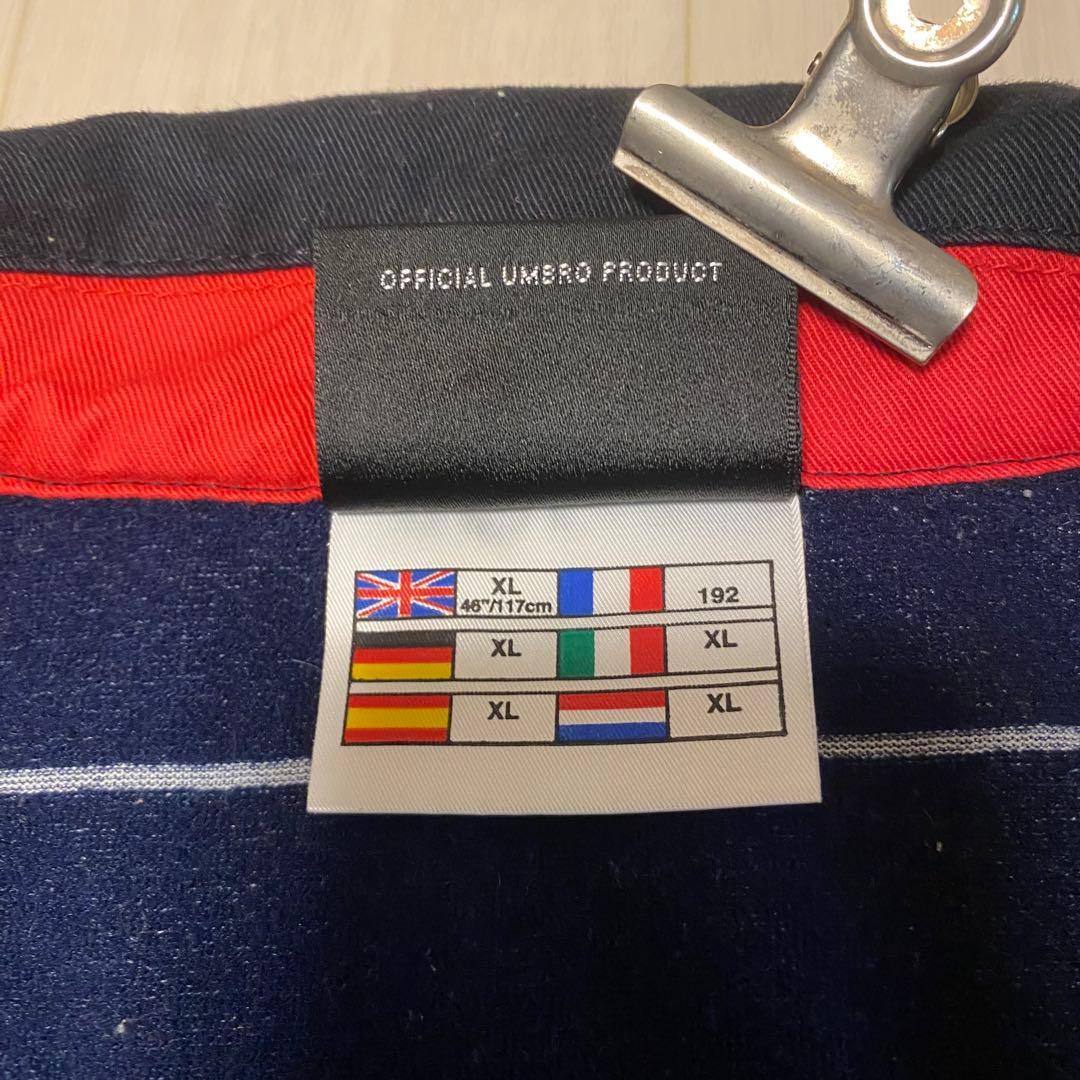 OFFICIAL UMBRO PRODUCT
XL 192
46"/117cm
XL XL
XL XL